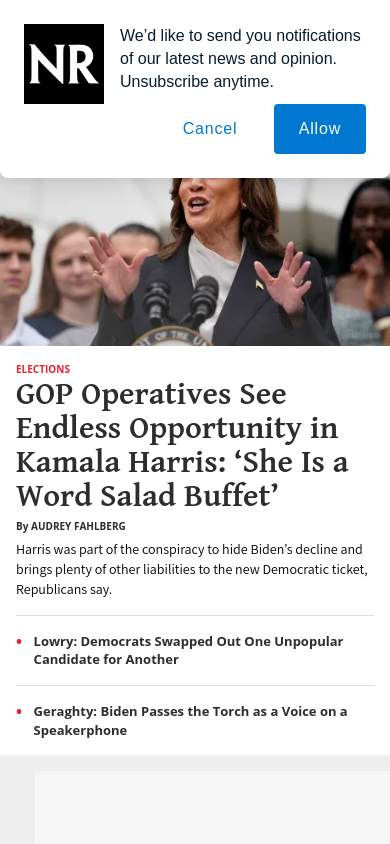 NR
We’d like to send you notifications
of our latest news and opinion.
Unsubscribe anytime.
Cancel
Allow
OF THE UNI
ELECTIONS
GOP Operatives See
Endless Opportunity in
Kamala Harris: ‘She Is a
Word Salad Buffet’
By AUDREY FAHLBERG
Harris was part of the conspiracy to hide Biden’s decline and
brings plenty of other liabilities to the new Democratic ticket,
Republicans say.
• Lowry: Democrats Swapped Out One Unpopular
Candidate for Another
• Geraghty: Biden Passes the Torch as a Voice on a
Speakerphone